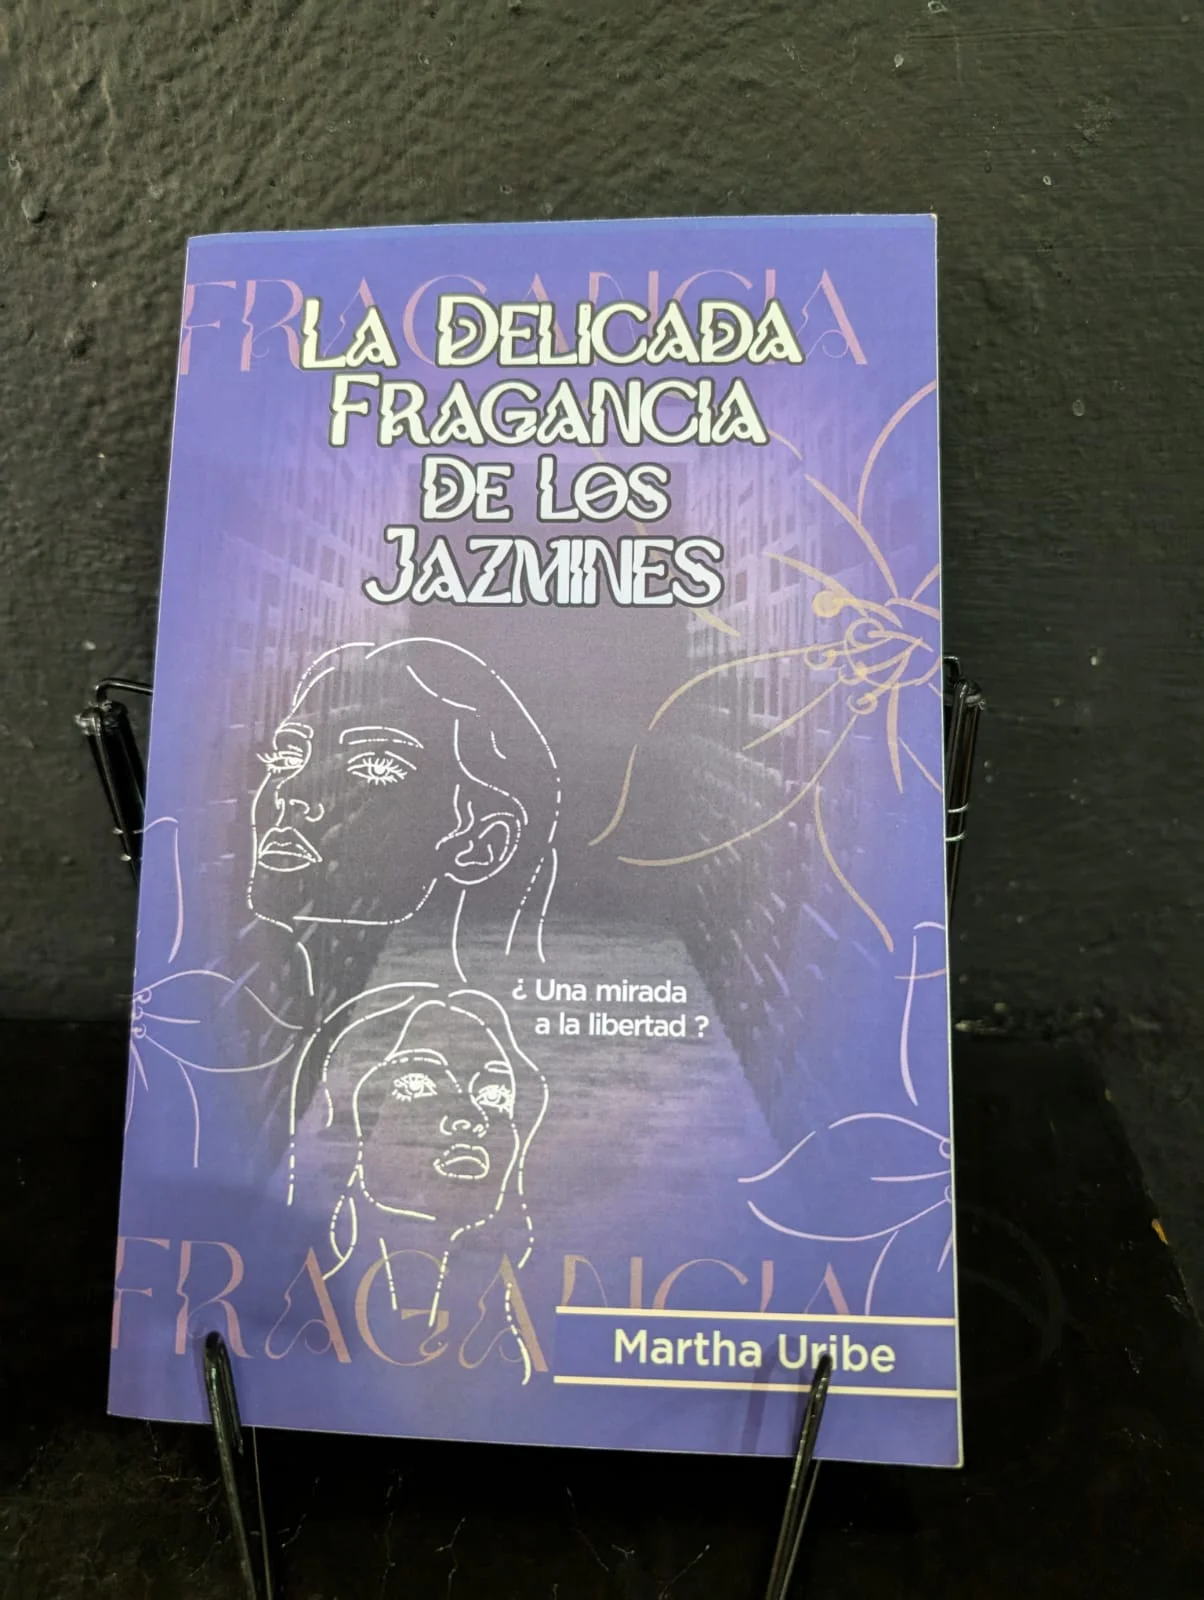 FRAGANCIA
LA DELICADA
FRAGANCIA
DE LOS
JAZMINES
¿ Una mirada
a la libertad ?
FRAGANCIA
Martha Uribe